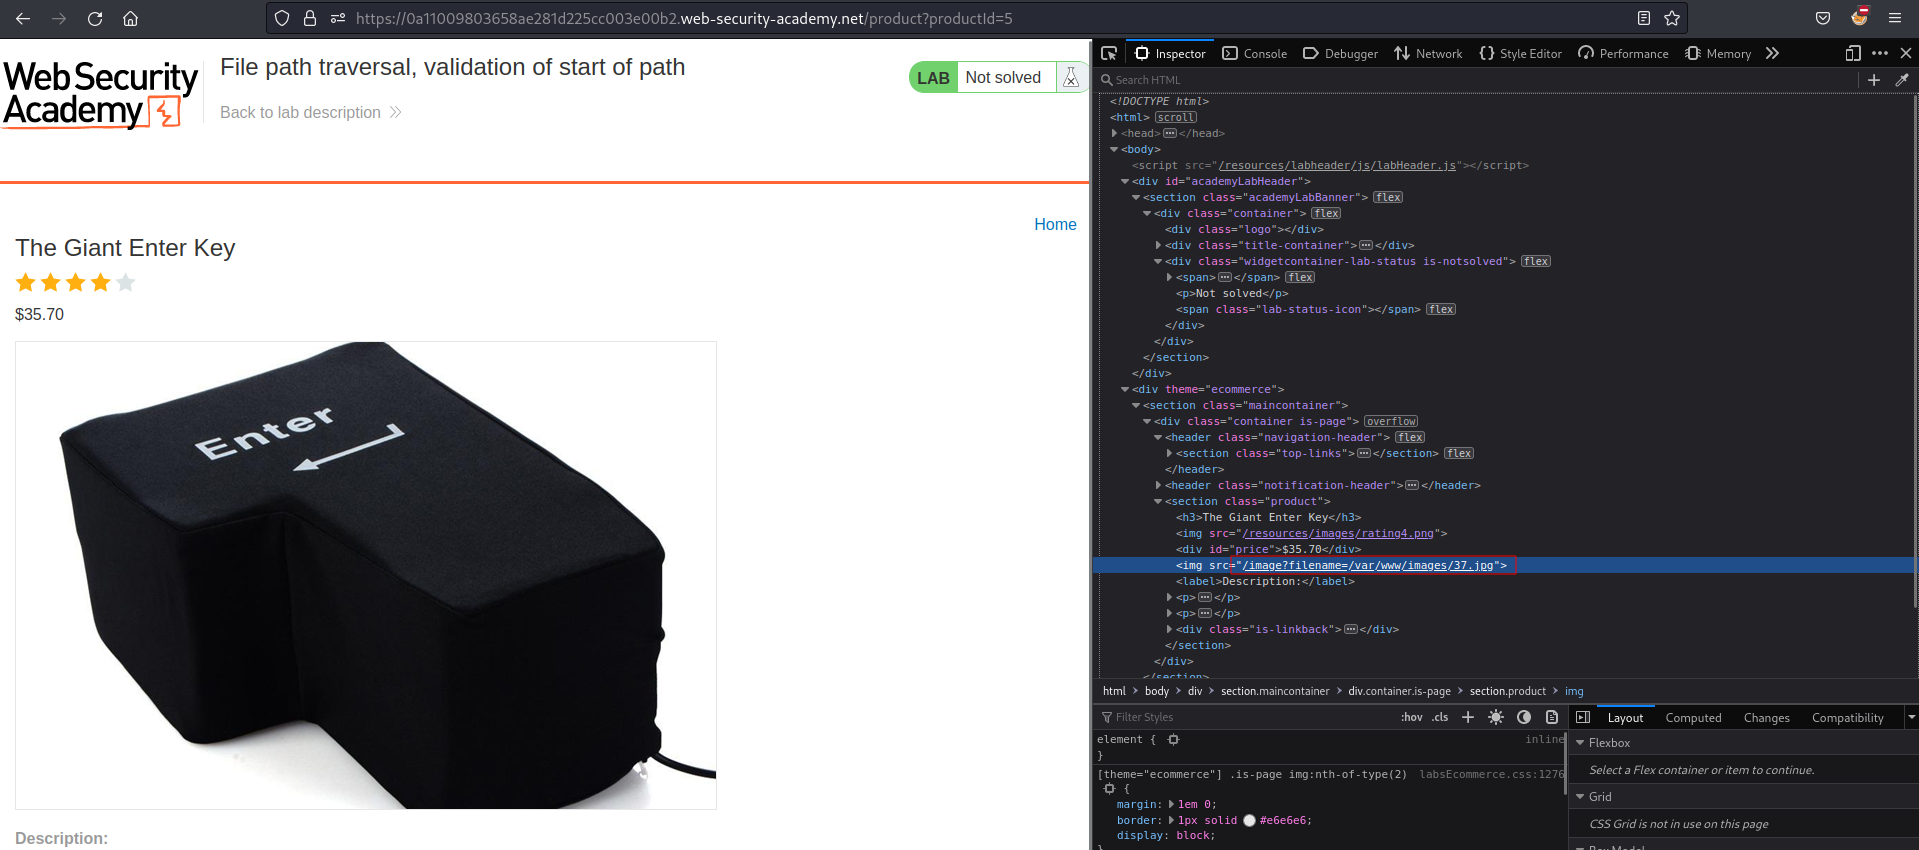 https://0a11009803658ae281d225cc003e00b2.web-security-academy.net/product?productId=5
Web Security
Academy
File path traversal, validation of start of path
Back to lab description
LAB Not solved
Home
The Giant Enter Key
$35.70
Enter
Description:
Inspector Console Debugger Network Style Editor Performance Memory
Search HTML
<!DOCTYPE html>
<html> scroll
<head> ••• </head>
<body>
<script src="/resources/labheader/js/labHeader.js"></script>
<div id="academyLabHeader">
<section class="academyLabBanner"> flex
<div class="container"> flex
<div class="logo"></div>
<div class="title-container"> ••• </div>
<div class="widgetcontainer-lab-status is-notsolved"> flex
<span> ••• </span> flex
<p>Not solved</p>
<span class="lab-status-icon"></span> flex
</div>
</div>
</section>
</div>
<div theme="ecommerce">
<section class="maincontainer">
<div class="container is-page"> overflow
<header class="navigation-header"> flex
<section class="top-links"> ••• </section> flex
</header>
<header class="notification-header"> ••• </header>
<section class="product">
<h3>The Giant Enter Key</h3>
<img src="/resources/images/rating4.png">
<div id="price">$35.70</div>
<img src="/image?filename=/var/www/images/37.jpg">
<label>Description:</label>
<p> ••• </p>
<p> ••• </p>
<div class="is-linkback"> ••• </div>
</section>
</div>
</section>
html > body > div > section.maincontainer > div.container.is-page > section.product > img
Filter Styles :hov .cls
element { inline
}
[theme="ecommerce"] .is-page img:nth-of-type(2) labsEcommerce.css:1276
{
margin: 1em 0;
border: 1px solid #e6e6e6;
display: block;
}
Layout Computed Changes Compatibility
Flexbox
Select a Flex container or item to continue.
Grid
CSS Grid is not in use on this page
Box Model